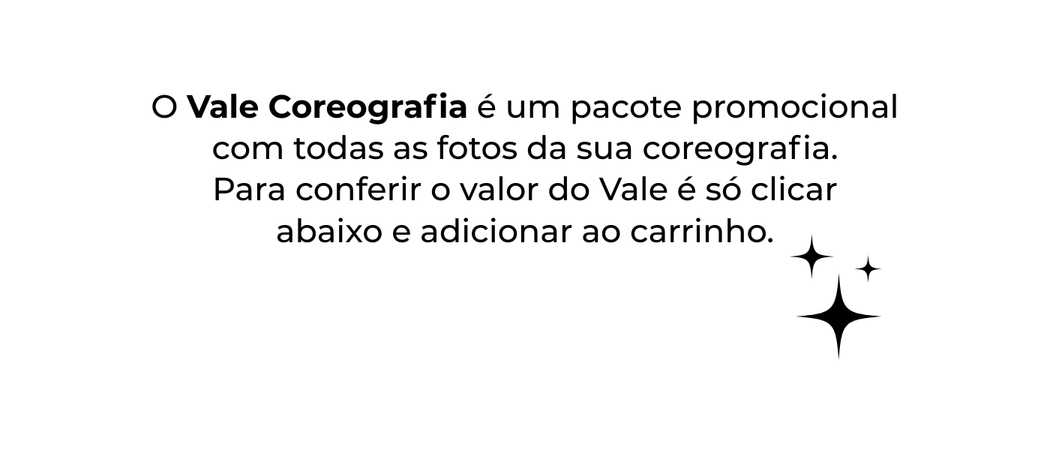 O Vale Coreografia é um pacote promocional
com todas as fotos da sua coreografia.
Para conferir o valor do Vale é só clicar
abaixo e adicionar ao carrinho.